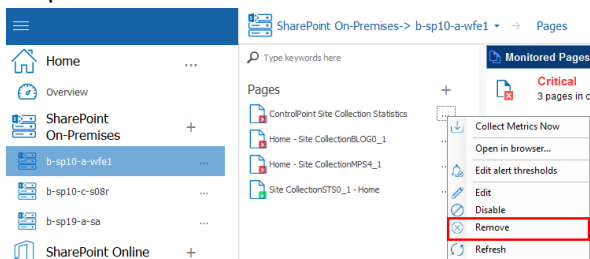 SharePoint On-Premises-> b-sp10-a-wfe1
Pages
Home
...
Overview
SharePoint
On-Premises
+
b-sp10-a-wfe1
...
b-sp10-c-s08r
...
b-sp19-a-sa
...
SharePoint Online
+
Type keywords here
Pages
+
ControlPoint Site Collection Statistics
...
Home - Site CollectionBLOG0_1
Home - Site CollectionMPS4_1
Site CollectionSTS0_1 - Home
Monitored Pages
Critical
3 pages in c
Collect Metrics Now
Open in browser...
Edit alert thresholds
Edit
Disable
Remove
Refresh